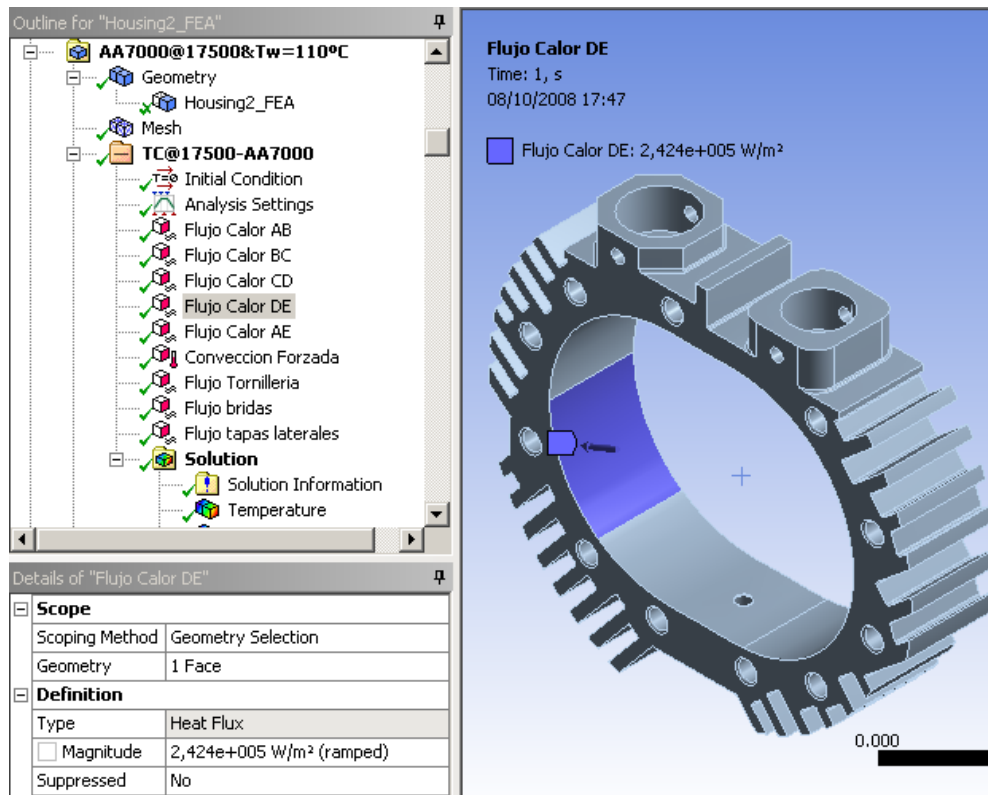 Outline for "Housing2_FEA"
AA7000@17500&Tw=110ºC
Geometry
Housing2_FEA
Mesh
TC@17500-AA7000
T=0
Initial Condition
Analysis Settings
Flujo Calor AB
Flujo Calor BC
Flujo Calor CD
Flujo Calor DE
Flujo Calor AE
Conveccion Forzada
Flujo Tornilleria
Flujo bridas
Flujo tapas laterales
Solution
Solution Information
Temperature
Details of "Flujo Calor DE"
Scope
Scoping Method Geometry Selection
Geometry 1 Face
Definition
Type Heat Flux
Magnitude 2,424e+005 W/m² (ramped)
Suppressed No
Flujo Calor DE
Time: 1, s
08/10/2008 17:47
Flujo Calor DE: 2,424e+005 W/m²
0.000